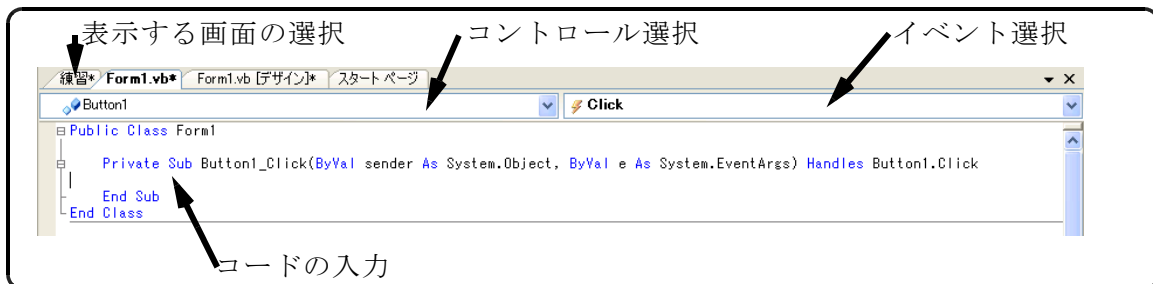 表示する画面の選択 コントロール選択 イベント選択
練習* Form1.vb* Form1.vb [デザイン]* スタート ページ
Button1 Click
Public Class Form1
Private Sub Button1_Click(ByVal sender As System.Object, ByVal e As System.EventArgs) Handles Button1.Click
End Sub
End Class
コードの入力